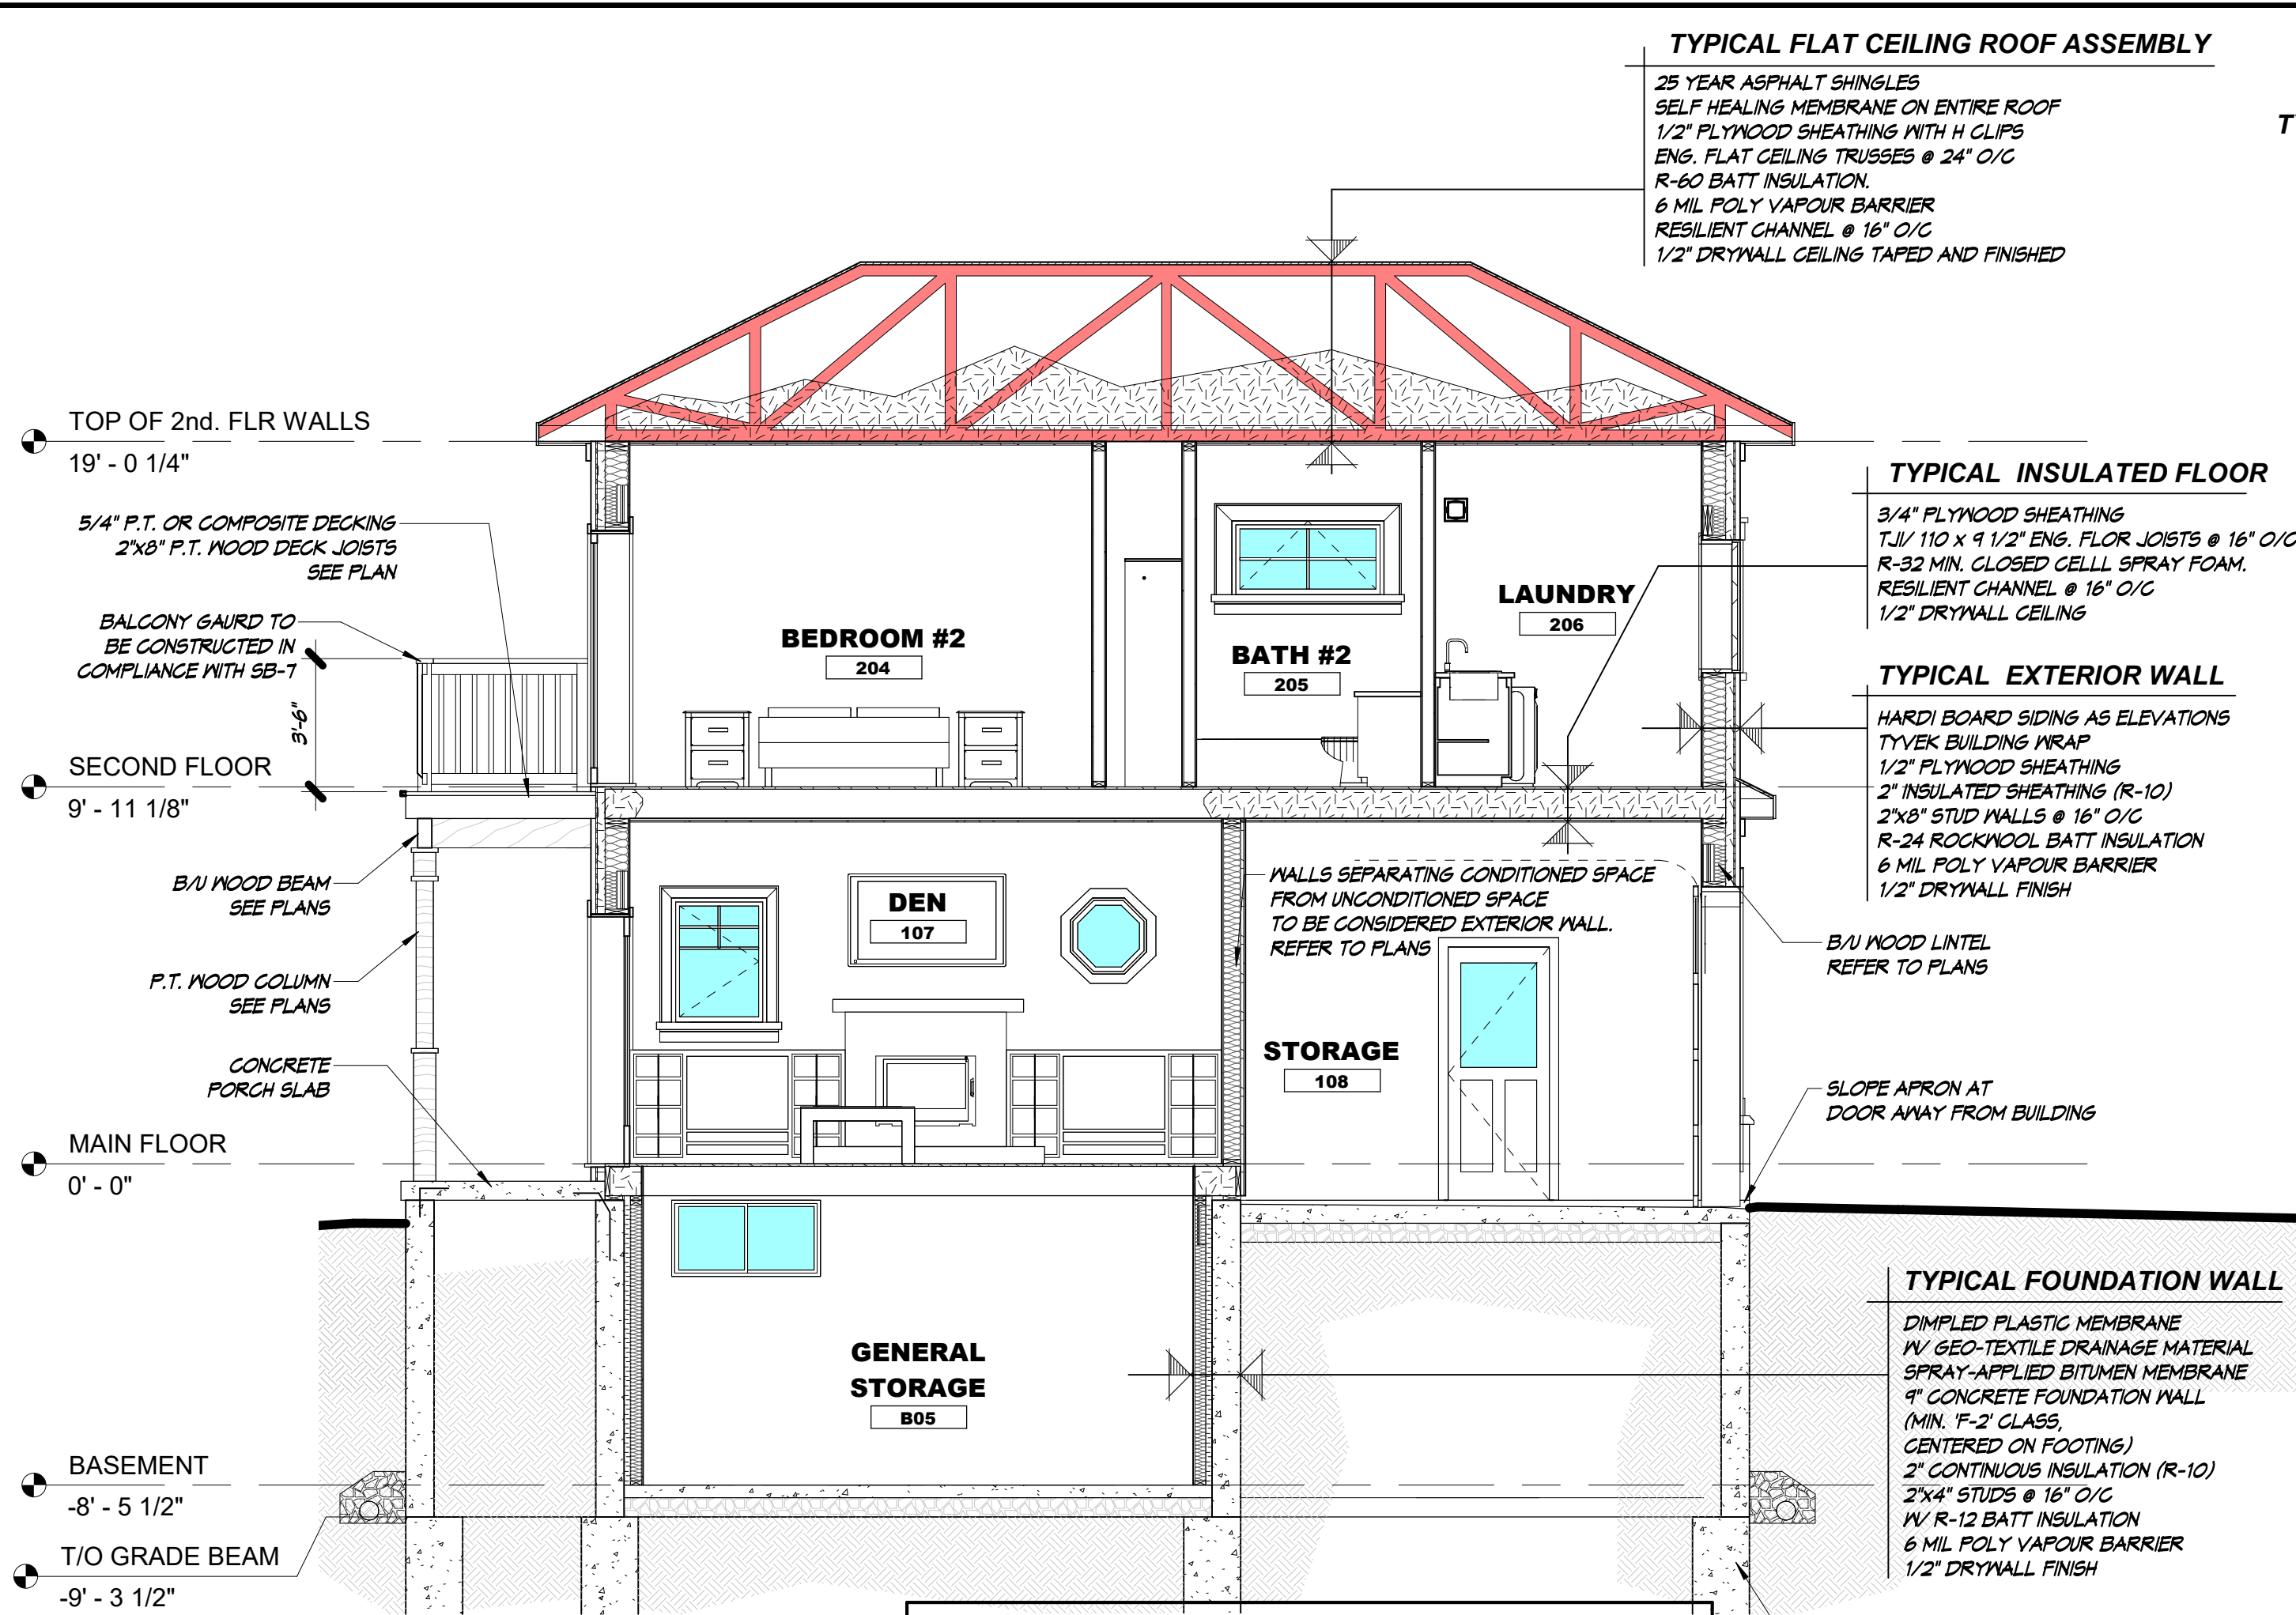 TYPICAL FLAT CEILING ROOF ASSEMBLY
25 YEAR ASPHALT SHINGLES
SELF HEALING MEMBRANE ON ENTIRE ROOF
1/2" PLYWOOD SHEATHING WITH H CLIPS
ENG. FLAT CEILING TRUSSES @ 24" O/C
R-60 BATT INSULATION.
6 MIL POLY VAPOUR BARRIER
RESILIENT CHANNEL @ 16" O/C
1/2" DRYWALL CEILING TAPED AND FINISHED
T
TOP OF 2nd. FLR WALLS
19' - 0 1/4"
5/4" P.T. OR COMPOSITE DECKING
2"x8" P.T. WOOD DECK JOISTS
SEE PLAN
BALCONY GAURD TO
BE CONSTRUCTED IN
COMPLIANCE WITH SB-7
3'-6"
SECOND FLOOR
9' - 11 1/8"
B/U WOOD BEAM
SEE PLANS
P.T. WOOD COLUMN
SEE PLANS
CONCRETE
PORCH SLAB
MAIN FLOOR
0' - 0"
BASEMENT
-8' - 5 1/2"
T/O GRADE BEAM
-9' - 3 1/2"
BEDROOM #2
204
BATH #2
205
LAUNDRY
206
DEN
107
WALLS SEPARATING CONDITIONED SPACE
FROM UNCONDITIONED SPACE
TO BE CONSIDERED EXTERIOR WALL.
REFER TO PLANS
STORAGE
108
GENERAL
STORAGE
B05
TYPICAL INSULATED FLOOR
3/4" PLYWOOD SHEATHING
TJI/ 110 x 9 1/2" ENG. FLOR JOISTS @ 16" O/C
R-32 MIN. CLOSED CELLL SPRAY FOAM.
RESILIENT CHANNEL @ 16" O/C
1/2" DRYWALL CEILING
TYPICAL EXTERIOR WALL
HARDI BOARD SIDING AS ELEVATIONS
TYVEK BUILDING WRAP
1/2" PLYWOOD SHEATHING
2" INSULATED SHEATHING (R-10)
2"x8" STUD WALLS @ 16" O/C
R-24 ROCKWOOL BATT INSULATION
6 MIL POLY VAPOUR BARRIER
1/2" DRYWALL FINISH
B/U WOOD LINTEL
REFER TO PLANS
SLOPE APRON AT
DOOR AWAY FROM BUILDING
TYPICAL FOUNDATION WALL
DIMPLED PLASTIC MEMBRANE
W/ GEO-TEXTILE DRAINAGE MATERIAL
SPRAY-APPLIED BITUMEN MEMBRANE
9" CONCRETE FOUNDATION WALL
(MIN. 'F-2' CLASS,
CENTERED ON FOOTING)
2" CONTINUOUS INSULATION (R-10)
2"x4" STUDS @ 16" O/C
W/ R-12 BATT INSULATION
6 MIL POLY VAPOUR BARRIER
1/2" DRYWALL FINISH